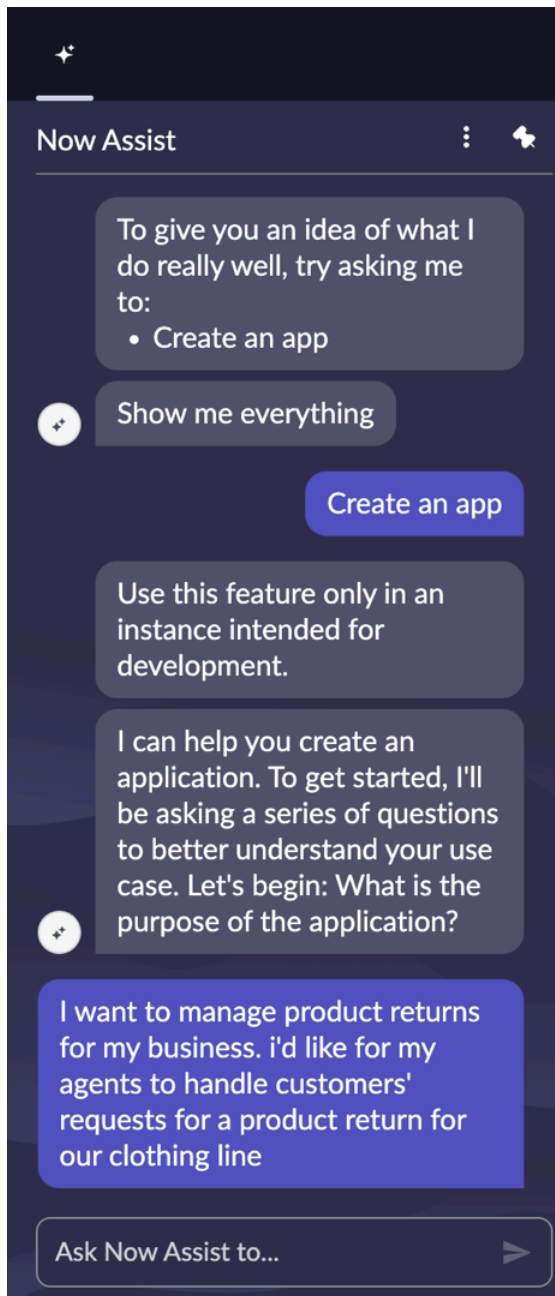 Now Assist
To give you an idea of what I
do really well, try asking me
to:
• Create an app
Show me everything
Create an app
Use this feature only in an
instance intended for
development.
I can help you create an
application. To get started, I'll
be asking a series of questions
to better understand your use
case. Let's begin: What is the
purpose of the application?
I want to manage product returns
for my business. i'd like for my
agents to handle customers'
requests for a product return for
our clothing line
Ask Now Assist to...